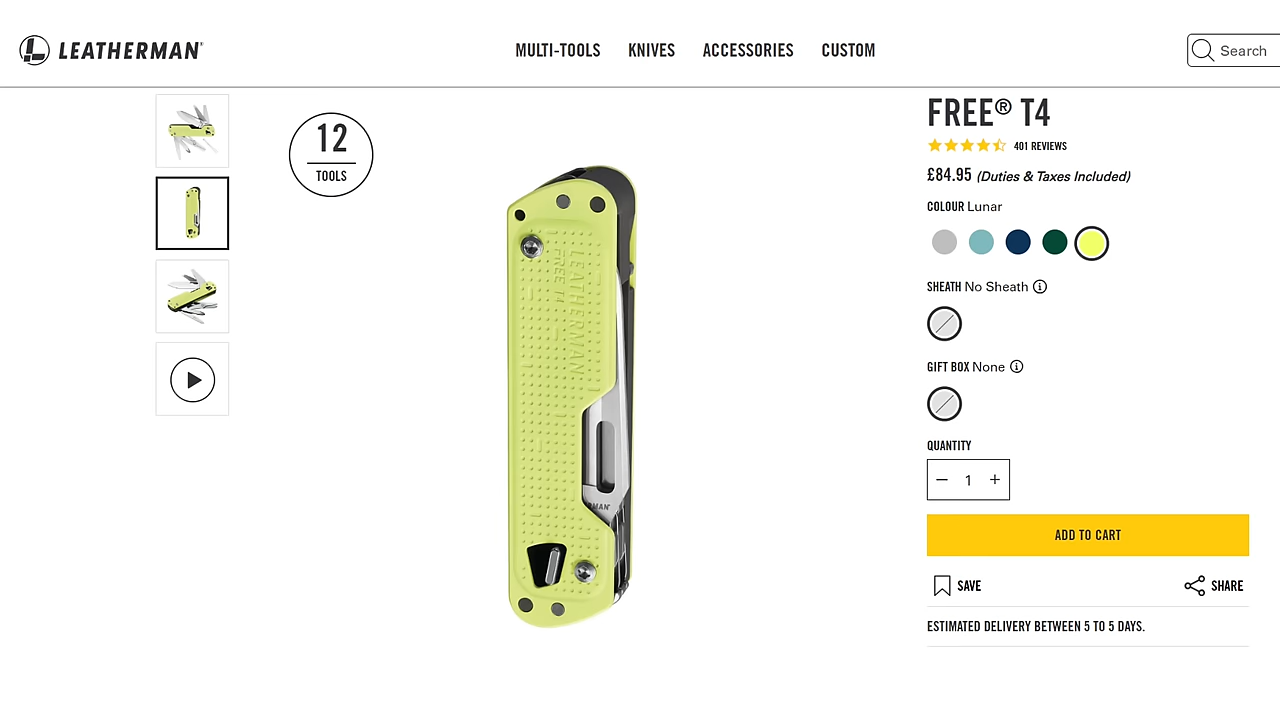 LEATHERMAN
MULTI-TOOLS KNIVES ACCESSORIES CUSTOM
Search
12
TOOLS
LEATHERMAN
FREE T4
FREE® T4
401 REVIEWS
£84.95 (Duties & Taxes Included)
COLOUR Lunar
SHEATH No Sheath
GIFT BOX None
QUANTITY
− 1 +
ADD TO CART
SAVE
SHARE
ESTIMATED DELIVERY BETWEEN 5 TO 5 DAYS.